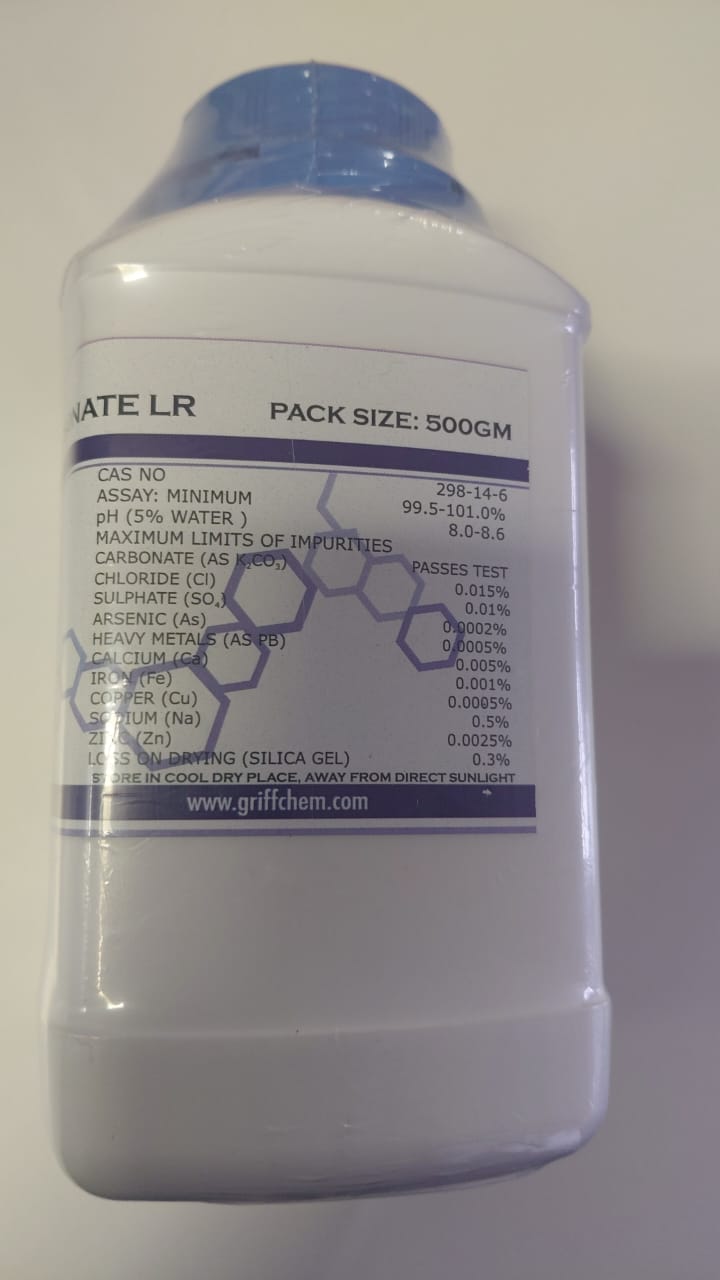 NATE LR PACK SIZE: 500GM
CAS NO 298-14-6
ASSAY: MINIMUM 99.5-101.0%
pH (5% WATER ) 8.0-8.6
MAXIMUM LIMITS OF IMPURITIES
CARBONATE (AS K₂CO₃) PASSES TEST
CHLORIDE (Cl) 0.015%
SULPHATE (SO₄) 0.01%
ARSENIC (As) 0.0002%
HEAVY METALS (AS PB) 0.0005%
CALCIUM (Ca) 0.005%
IRON (Fe) 0.001%
COPPER (Cu) 0.0005%
SODIUM (Na) 0.5%
ZINC (Zn) 0.0025%
LOSS ON DRYING (SILICA GEL) 0.3%
STORE IN COOL DRY PLACE, AWAY FROM DIRECT SUNLIGHT
www.griffchem.com